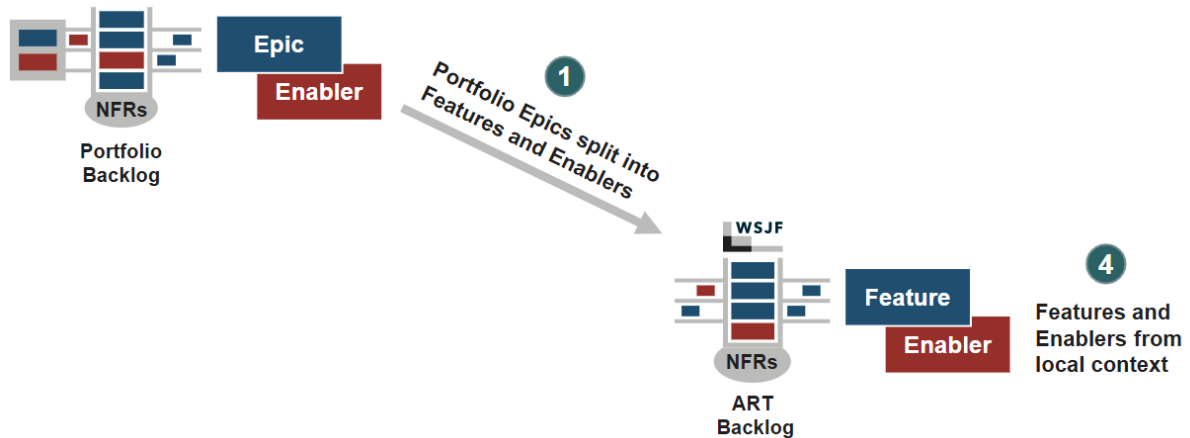 Epic
Enabler
NFRs
Portfolio
Backlog
1
Portfolio Epics split into
Features and Enablers
WSJF
Feature
Enabler
NFRs
ART
Backlog
4
Features and
Enablers from
local context